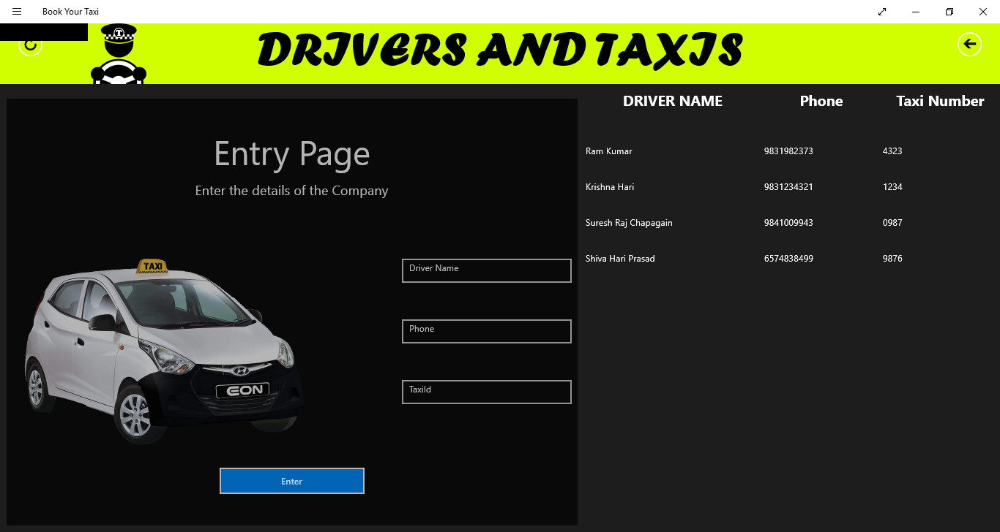 Book Your Taxi
T
DRIVERS AND TAXIS
DRIVER NAME Phone Taxi Number
Entry Page
Enter the details of the Company
Ram Kumar 9831982373 4323
Krishna Hari 9831234321 1234
Suresh Raj Chapagain 9841009943 0987
Shiva Hari Prasad 6574838499 9876
TAXI
EON
Driver Name
Phone
TaxiId
Enter